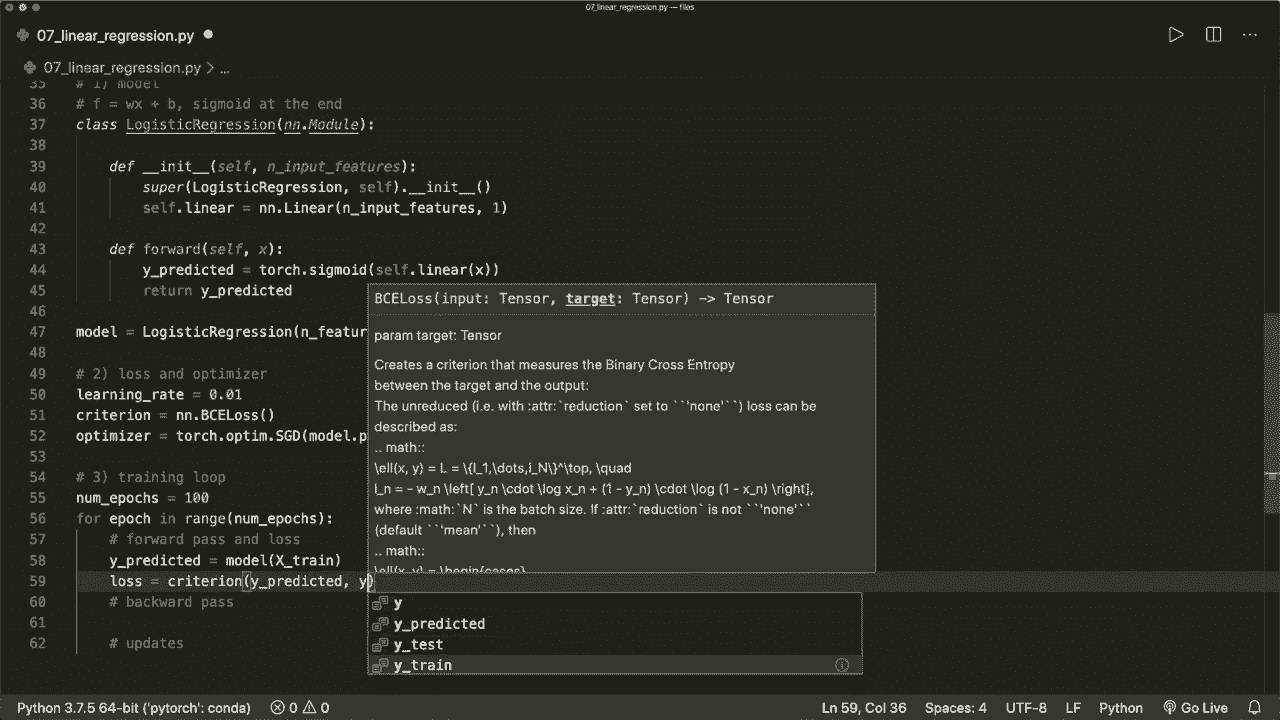 07_linear_regression.py — files
07_linear_regression.py
07_linear_regression.py > ...
35 # 1) model
36 # f = wx + b, sigmoid at the end
37 class LogisticRegression(nn.Module):
38
39 def __init__(self, n_input_features):
40 super(LogisticRegression, self).__init__()
41 self.linear = nn.Linear(n_input_features, 1)
42
43 def forward(self, x):
44 y_predicted = torch.sigmoid(self.linear(x))
45 return y_predicted
46
47 model = LogisticRegression(n_featur
48
49 # 2) loss and optimizer
50 learning_rate = 0.01
51 criterion = nn.BCELoss()
52 optimizer = torch.optim.SGD(model.p
53
54 # 3) training loop
55 num_epochs = 100
56 for epoch in range(num_epochs):
57 # forward pass and loss
58 y_predicted = model(X_train)
59 loss = criterion(y_predicted, y)
60 # backward pass
61
62 # updates
BCELoss(input: Tensor, target: Tensor) -> Tensor
param target: Tensor
Creates a criterion that measures the Binary Cross Entropy
between the target and the output:
The unreduced (i.e. with :attr:`reduction` set to ``'none'``) loss can be
described as:
.. math::
\ell(x, y) = L = \{l_1,\dots,l_N\}^\top, \quad
l_n = - w_n \left[ y_n \cdot \log x_n + (1 - y_n) \cdot \log (1 - x_n) \right],
where :math:`N` is the batch size. If :attr:`reduction` is not ``'none'``
(default ``'mean'``), then
.. math::
\ell(x, y) = \begin{cases}
y
y_predicted
y_test
y_train
Python 3.7.5 64-bit ('pytorch': conda) 0 0 Ln 59, Col 36 Spaces: 4 UTF-8 LF Python Go Live